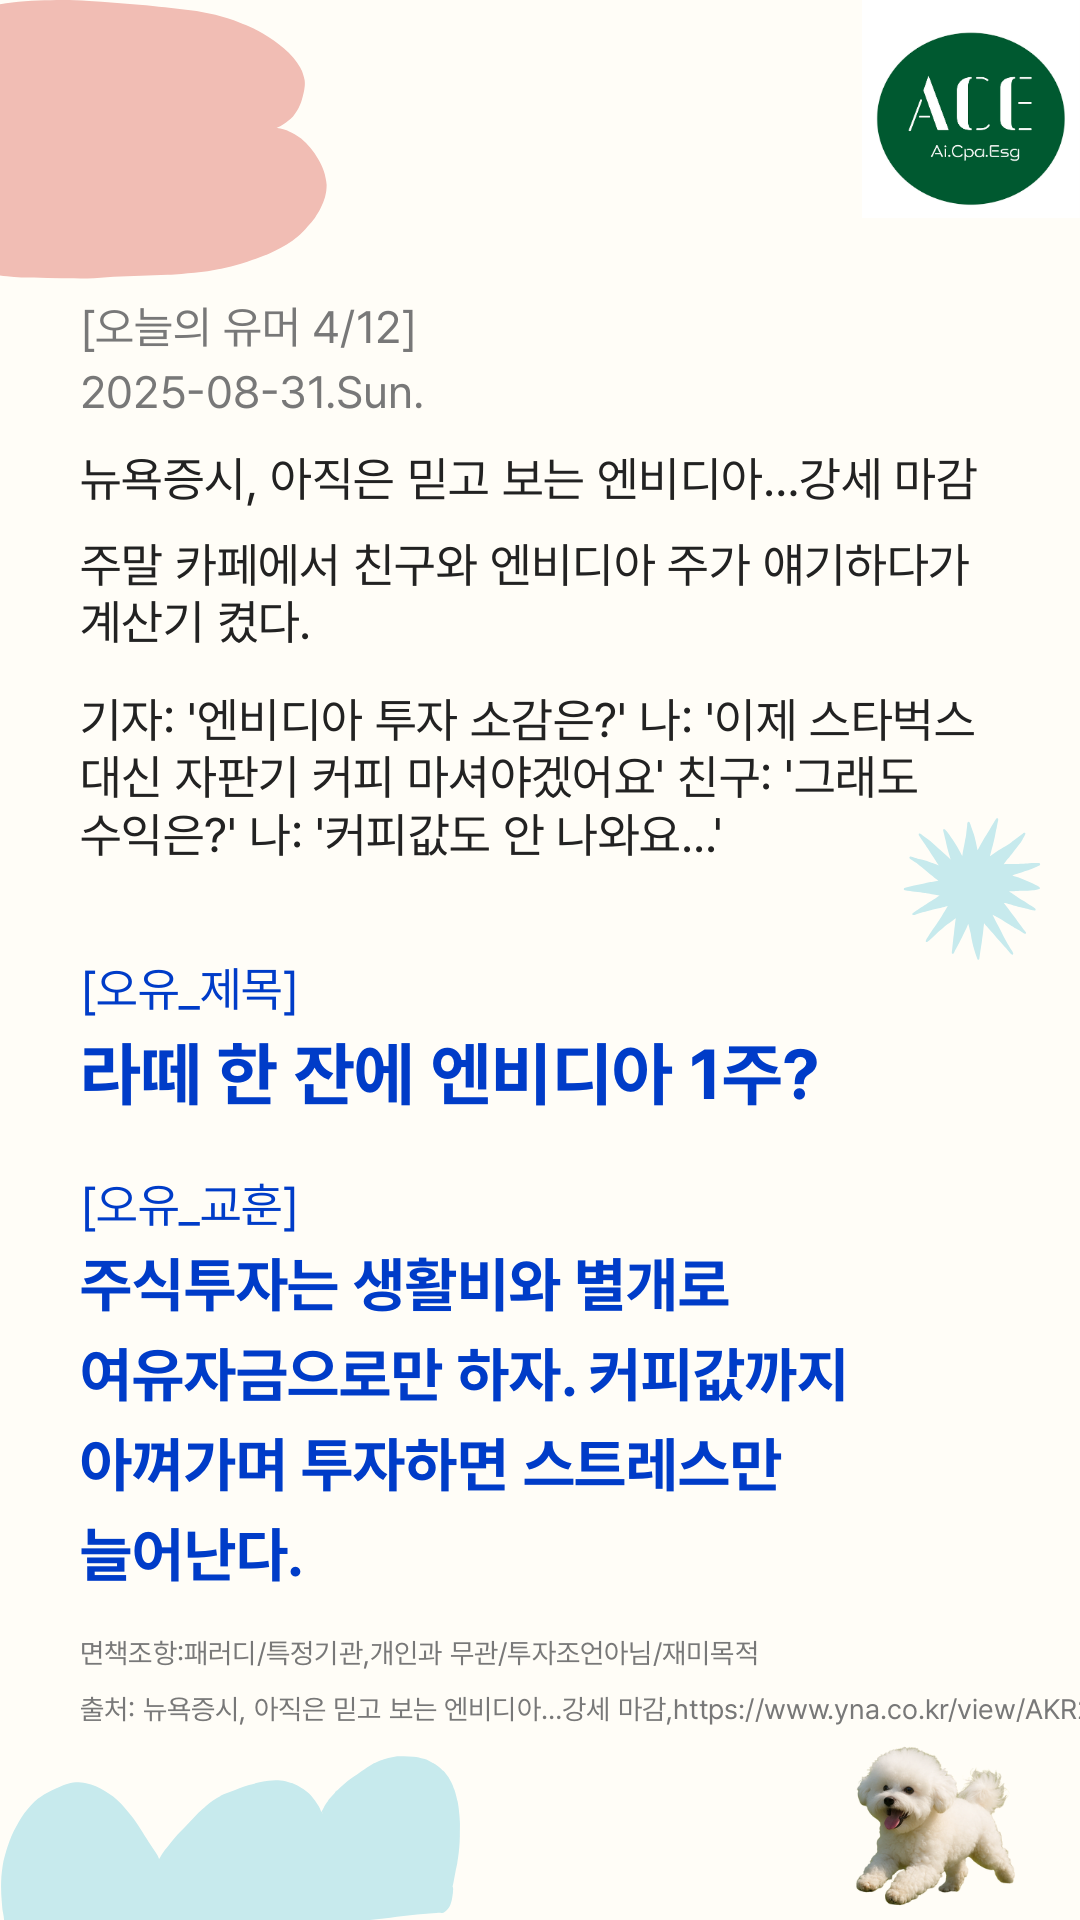 ACE
Ai.Cpa.Esg
[오늘의 유머 4/12]
2025-08-31.Sun.
뉴욕증시, 아직은 믿고 보는 엔비디아...강세 마감
주말 카페에서 친구와 엔비디아 주가 얘기하다가
계산기 켰다.
기자: '엔비디아 투자 소감은?' 나: '이제 스타벅스
대신 자판기 커피 마셔야겠어요' 친구: '그래도
수익은?' 나: '커피값도 안 나와요...'
[오유_제목]
라떼 한 잔에 엔비디아 1주?
[오유_교훈]
주식투자는 생활비와 별개로
여유자금으로만 하자. 커피값까지
아껴가며 투자하면 스트레스만
늘어난다.
면책조항:패러디/특정기관,개인과 무관/투자조언아님/재미목적
출처: 뉴욕증시, 아직은 믿고 보는 엔비디아...강세 마감,https://www.yna.co.kr/view/AKR